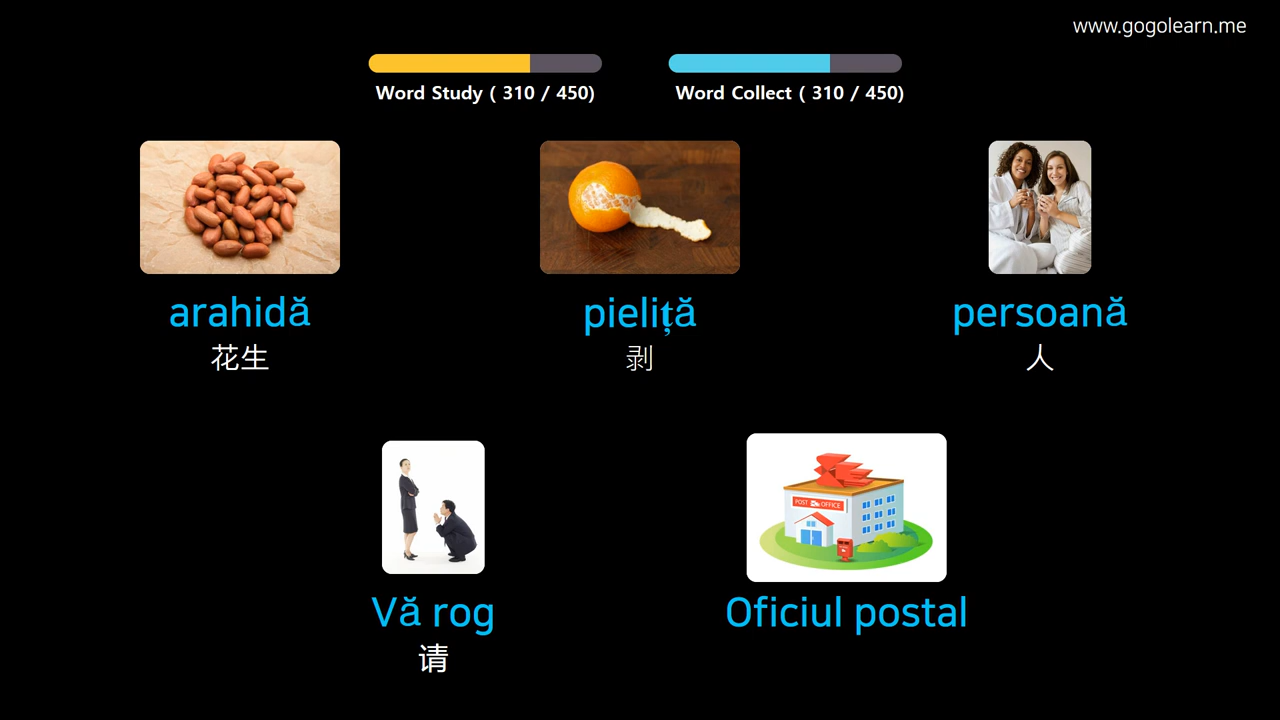 www.gogolearn.me
Word Study ( 310 / 450)
Word Collect ( 310 / 450)
arahidă
花生
pieliță
剥
persoană
人
POST OFFICE
Vă rog
请
Oficiul postal